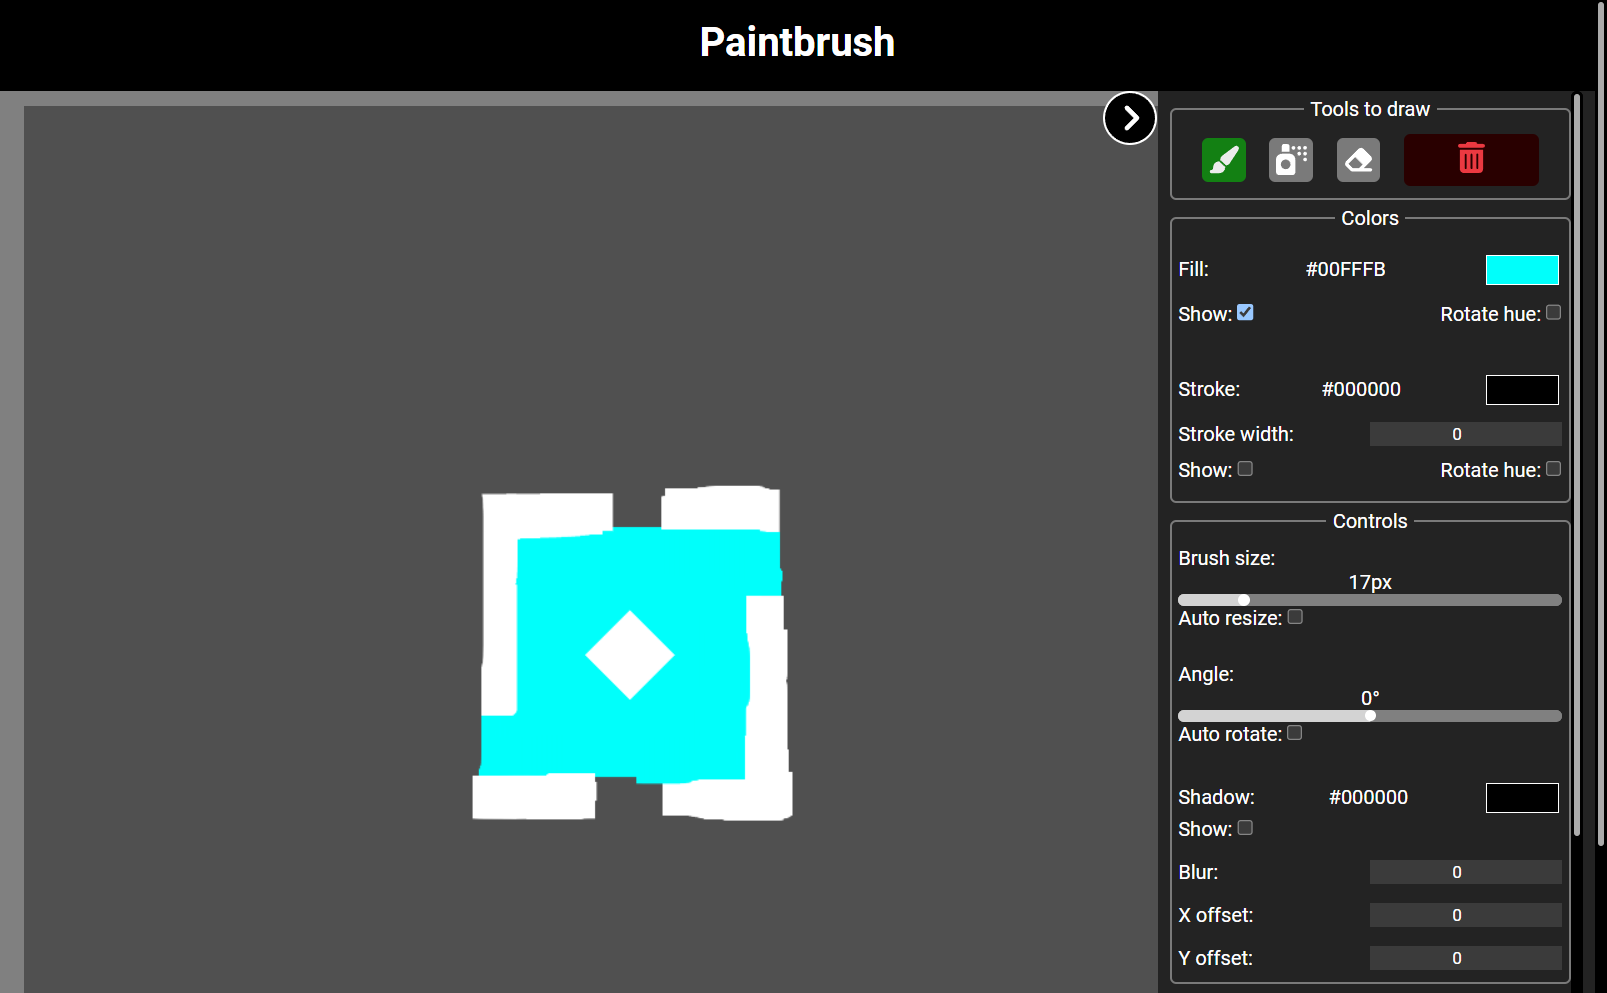 Paintbrush
Tools to draw
Colors
Fill: #00FFFB
Show: Rotate hue:
Stroke: #000000
Stroke width: 0
Show: Rotate hue:
Controls
Brush size:
17px
Auto resize:
Angle:
0°
Auto rotate:
Shadow: #000000
Show:
Blur: 0
X offset: 0
Y offset: 0